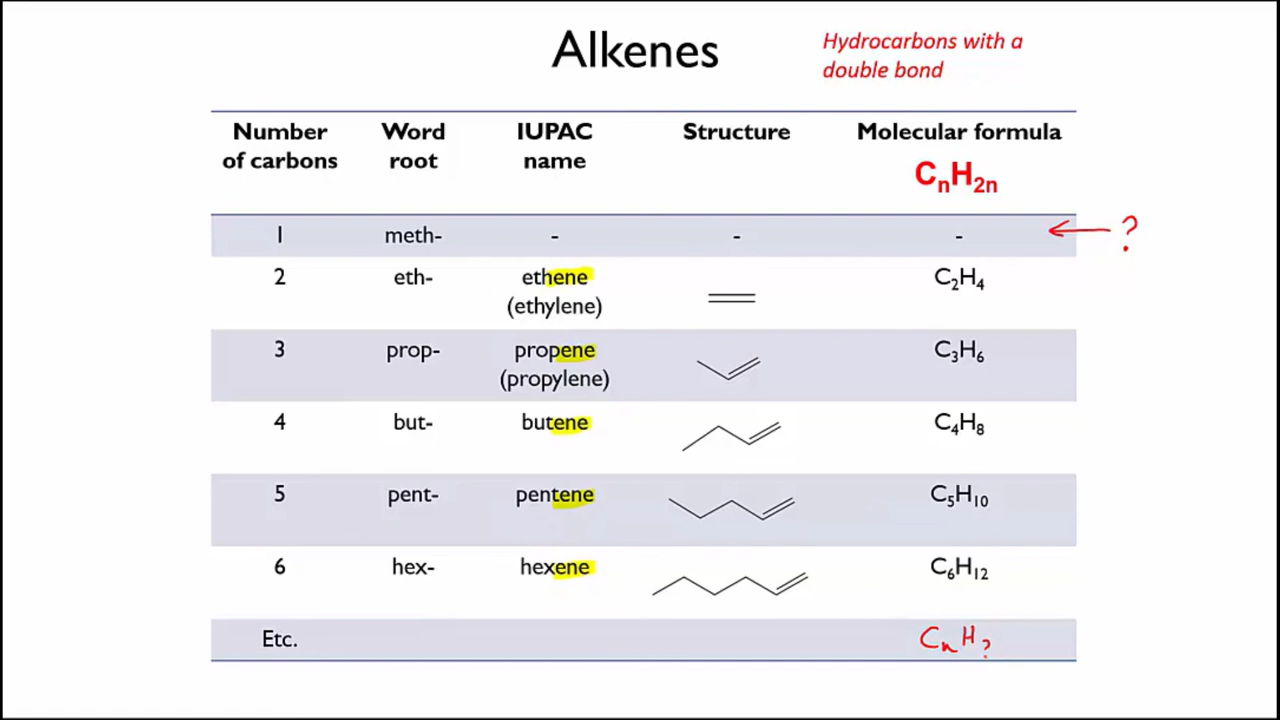 Alkenes
Hydrocarbons with a
double bond
Number of carbons Word root IUPAC name Structure Molecular formula
CₙH₂ₙ
1 meth- - - -
← ?
2 eth- ethene C₂H₄
(ethylene)
3 prop- propene C₃H₆
(propylene)
4 but- butene C₄H₈
5 pent- pentene C₅H₁₀
6 hex- hexene C₆H₁₂
Etc. CₙH?